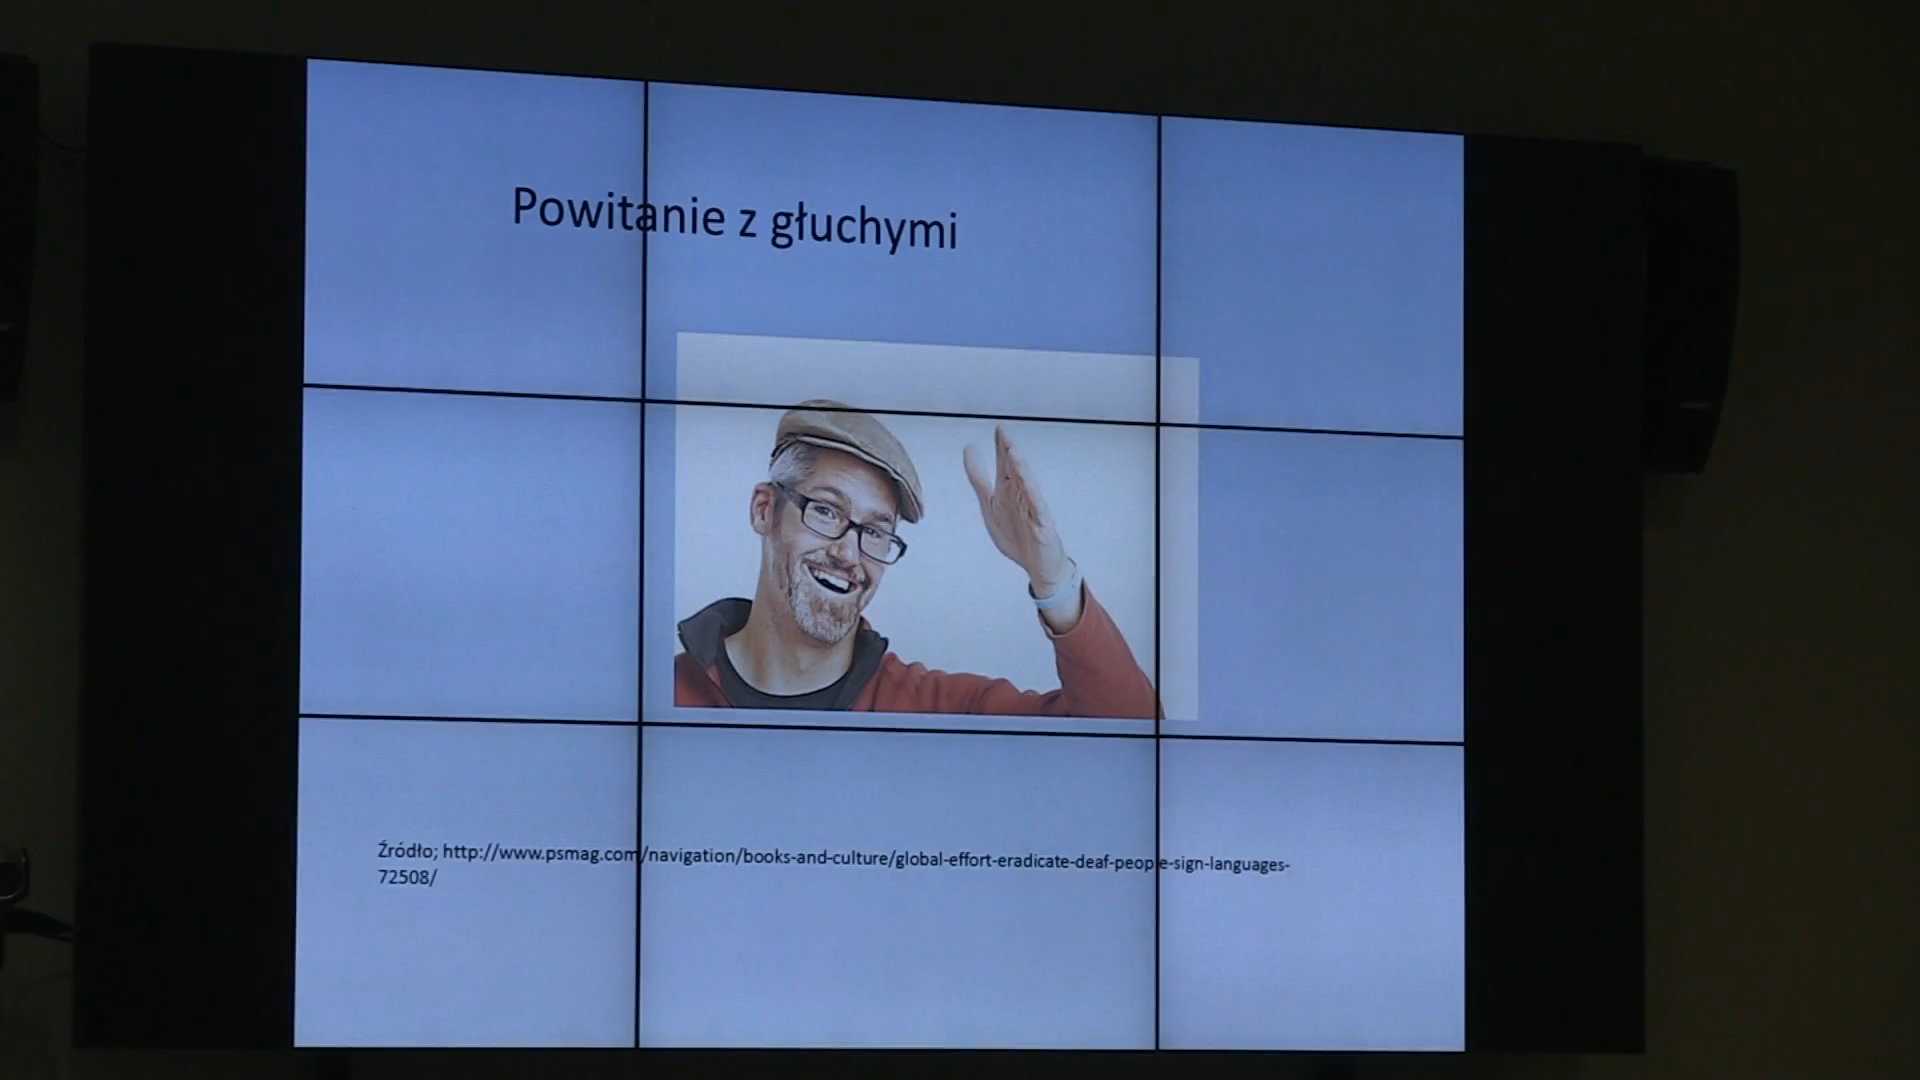 Powitanie z głuchymi
Źródło; http://www.psmag.com/navigation/books-and-culture/global-effort-eradicate-deaf-people-sign-languages-
72508/